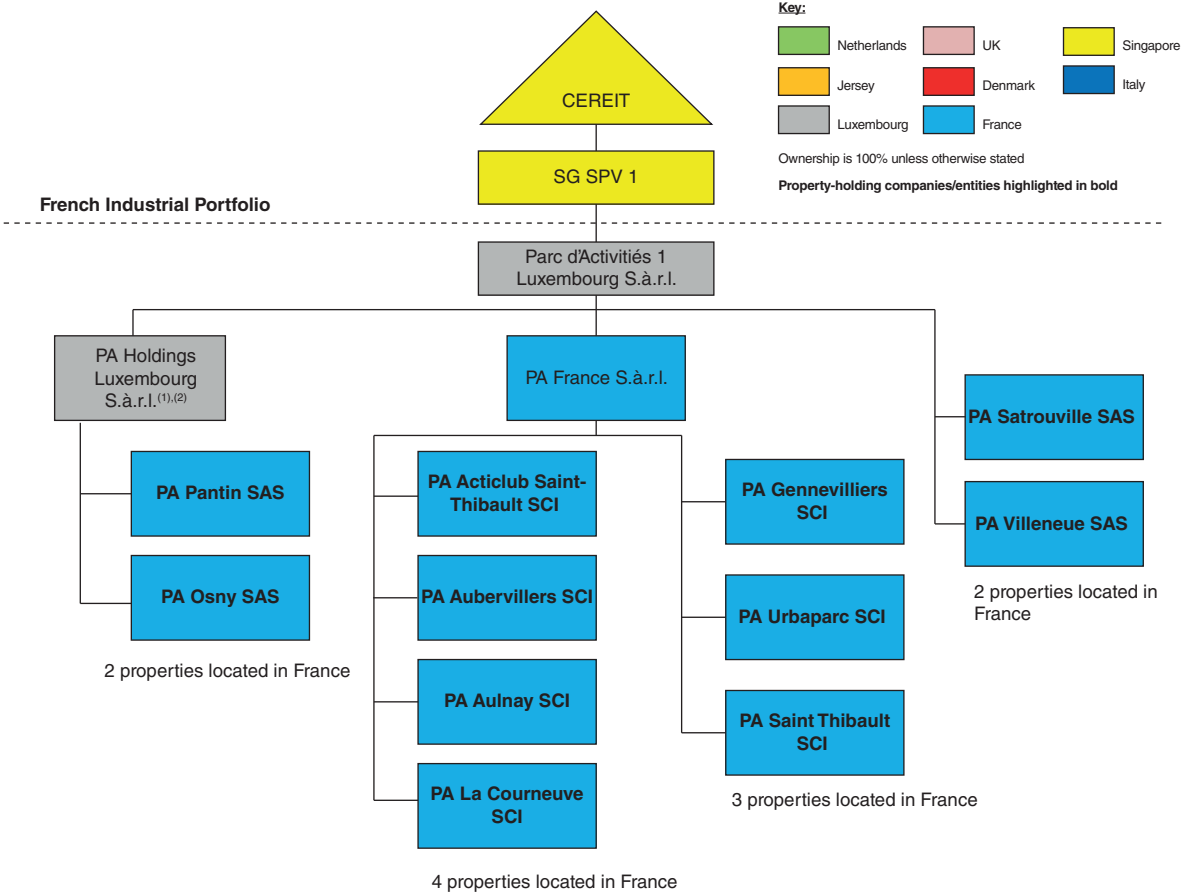 Key:
Netherlands
UK
Singapore
Jersey
Denmark
Italy
Luxembourg
France
Ownership is 100% unless otherwise stated
Property-holding companies/entities highlighted in bold
CEREIT
SG SPV 1
French Industrial Portfolio
Parc d'Activitiés 1
Luxembourg S.à.r.l.
PA Holdings
Luxembourg
S.à.r.l.(1),(2)
PA France S.à.r.l.
PA Satrouville SAS
PA Villeneue SAS
2 properties located in
France
PA Pantin SAS
PA Osny SAS
2 properties located in France
PA Acticlub Saint-
Thibault SCI
PA Aubervillers SCI
PA Aulnay SCI
PA La Courneuve
SCI
4 properties located in France
PA Gennevilliers
SCI
PA Urbaparc SCI
PA Saint Thibault
SCI
3 properties located in France